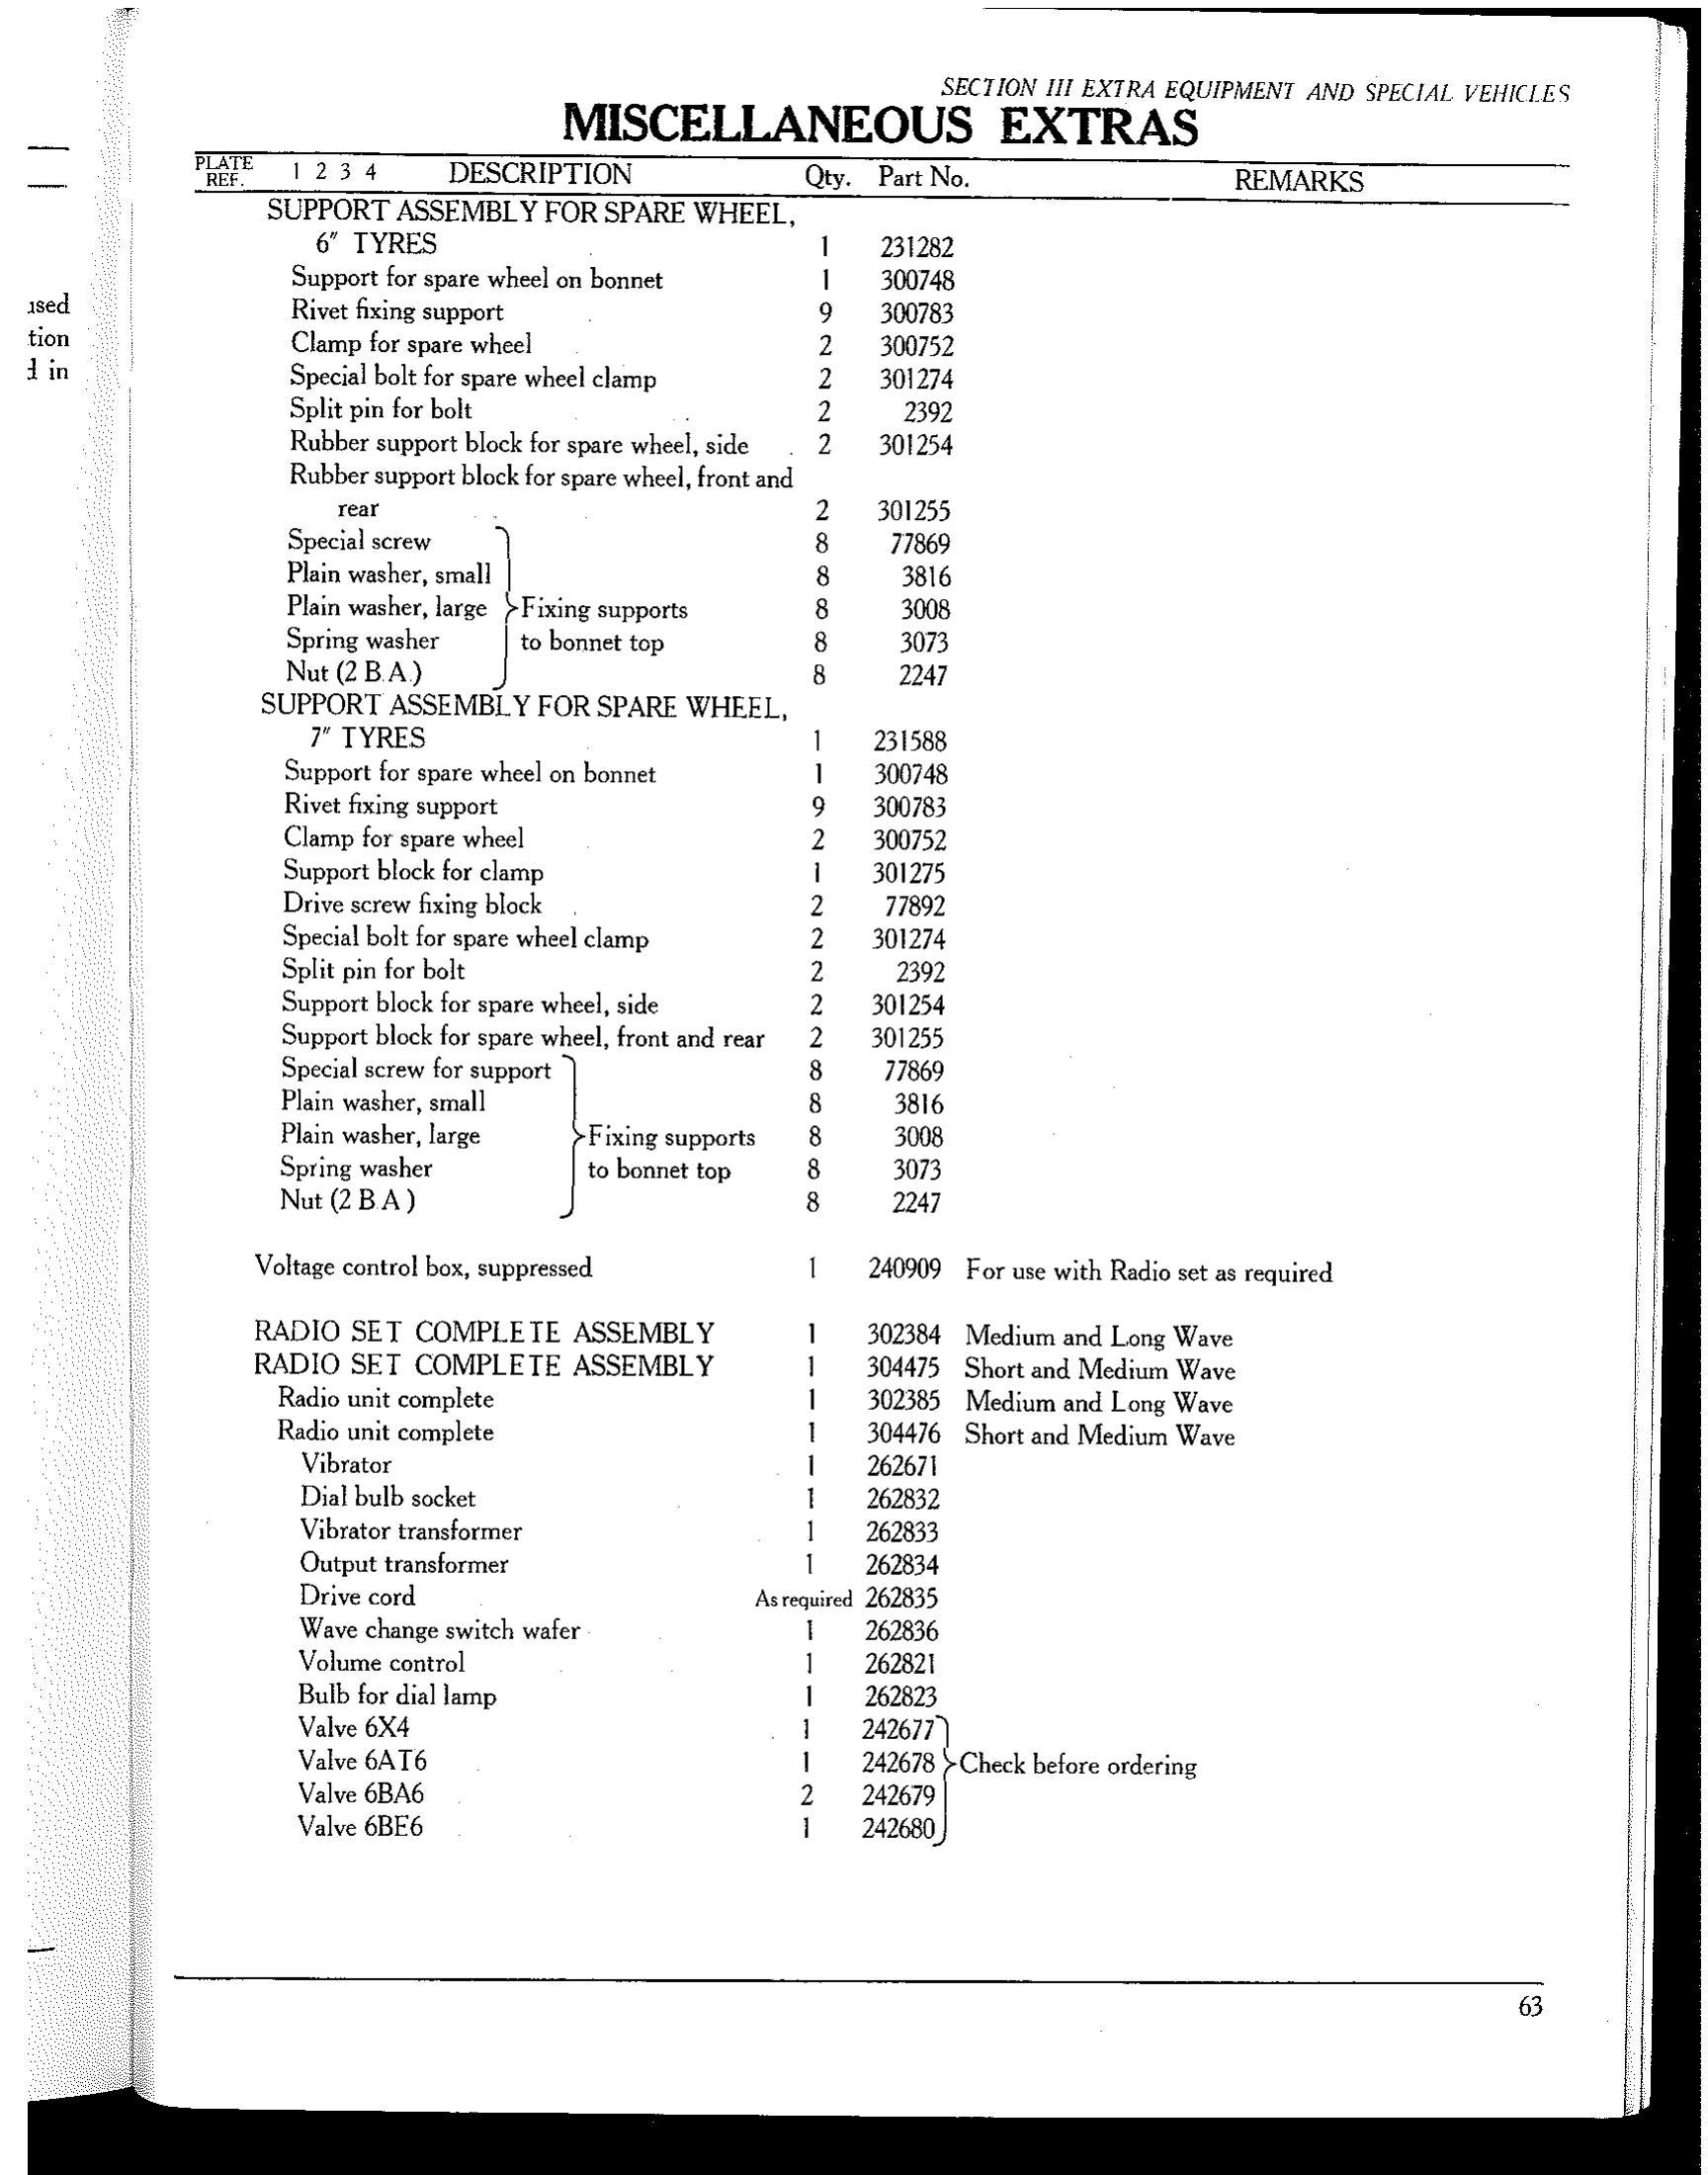 SECTION III EXTRA EQUIPMENT AND SPECIAL VEHICLES
MISCELLANEOUS EXTRAS
PLATE REF. 1 2 3 4 DESCRIPTION Qty. Part No. REMARKS
SUPPORT ASSEMBLY FOR SPARE WHEEL,
6″ TYRES 1 231282
Support for spare wheel on bonnet 1 300748
Rivet fixing support 9 300783
Clamp for spare wheel 2 300752
Special bolt for spare wheel clamp 2 301274
Split pin for bolt 2 2392
Rubber support block for spare wheel, side 2 301254
Rubber support block for spare wheel, front and
rear 2 301255
Special screw 8 77869
Plain washer, small 8 3816
Plain washer, large Fixing supports 8 3008
Spring washer to bonnet top 8 3073
Nut (2 B.A.) 8 2247
SUPPORT ASSEMBLY FOR SPARE WHEEL,
7″ TYRES 1 231588
Support for spare wheel on bonnet 1 300748
Rivet fixing support 9 300783
Clamp for spare wheel 2 300752
Support block for clamp 1 301275
Drive screw fixing block 2 77892
Special bolt for spare wheel clamp 2 301274
Split pin for bolt 2 2392
Support block for spare wheel, side 2 301254
Support block for spare wheel, front and rear 2 301255
Special screw for support 8 77869
Plain washer, small 8 3816
Plain washer, large Fixing supports 8 3008
Spring washer to bonnet top 8 3073
Nut (2 B.A.) 8 2247
Voltage control box, suppressed 1 240909 For use with Radio set as required
RADIO SET COMPLETE ASSEMBLY 1 302384 Medium and Long Wave
RADIO SET COMPLETE ASSEMBLY 1 304475 Short and Medium Wave
Radio unit complete 1 302385 Medium and Long Wave
Radio unit complete 1 304476 Short and Medium Wave
Vibrator 1 262671
Dial bulb socket 1 262832
Vibrator transformer 1 262833
Output transformer 1 262834
Drive cord As required 262835
Wave change switch wafer 1 262836
Volume control 1 262821
Bulb for dial lamp 1 262823
Valve 6X4 1 242677
Valve 6AT6 1 242678 Check before ordering
Valve 6BA6 2 242679
Valve 6BE6 1 242680
63
tion
in